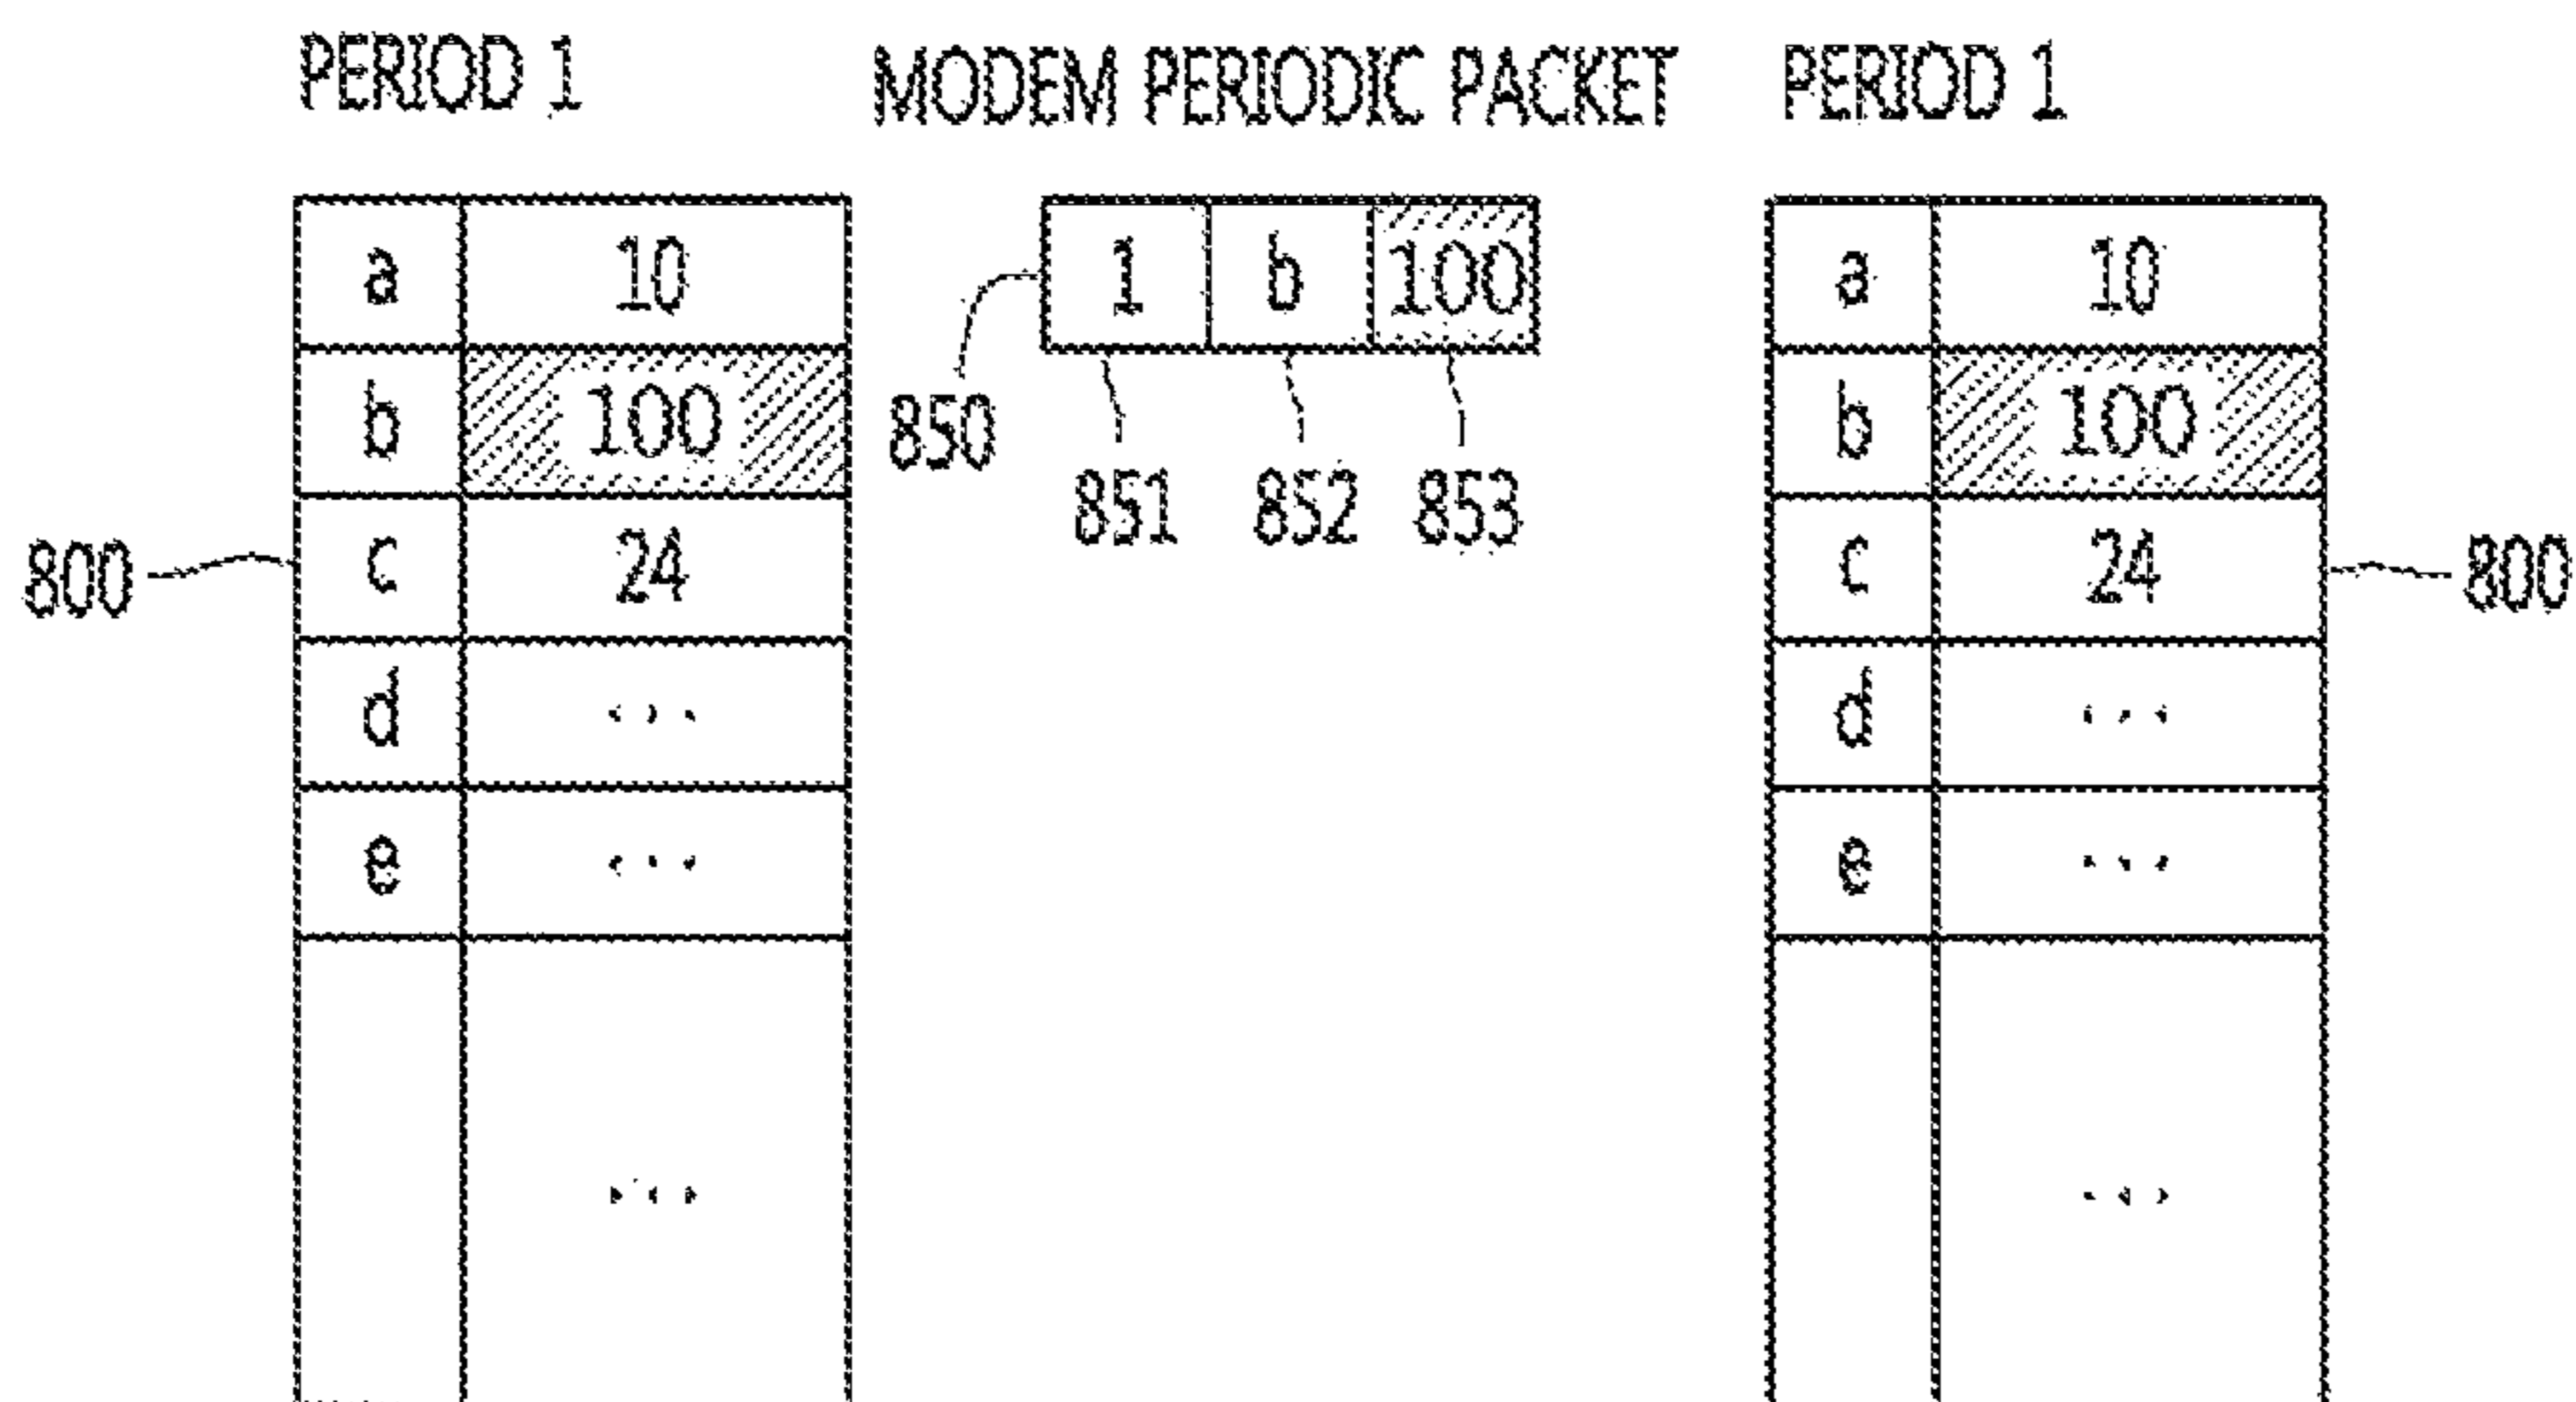 PERIOD 1 MODEM PERIODIC PACKET PERIOD 1
a 10 1 b 100 a 10
b 100 850 b 100
851 852 853
800 c 24 c 24 800
d ... d ...
e ... e ...
... ...